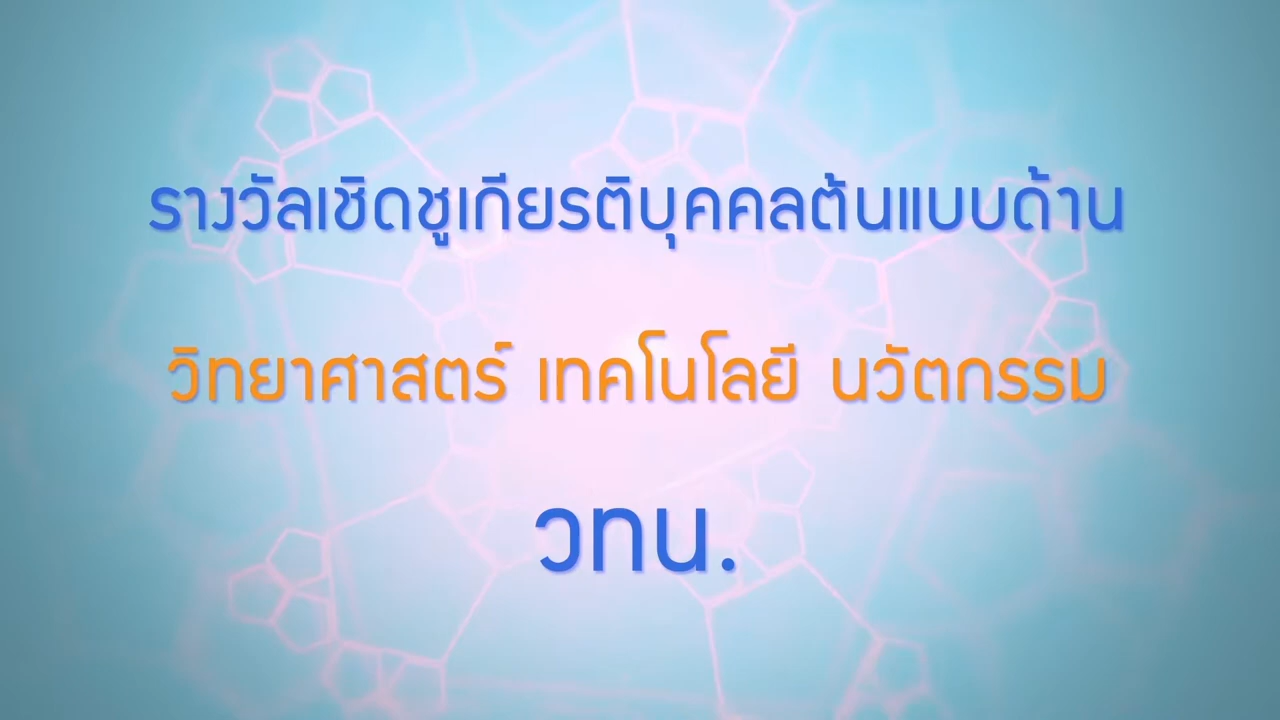 รางวัลเชิดชูเกียรติบุคคลต้นแบบด้าน
วิทยาศาสตร์ เทคโนโลยี นวัตกรรม
วทน.